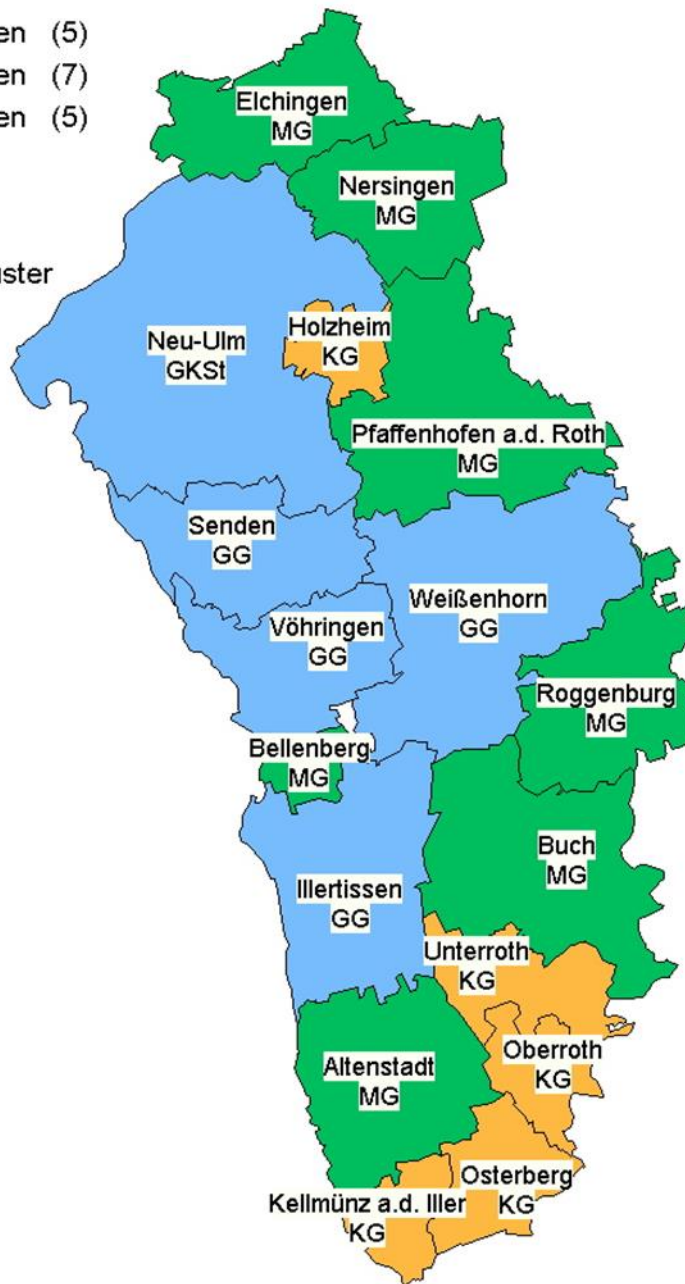 en (5)
en (7)
en (5)
uster
Elchingen
MG
Nersingen
MG
Neu-Ulm
GKSt
Holzheim
KG
Pfaffenhofen a.d. Roth
MG
Senden
GG
Weißenhorn
GG
Vöhringen
GG
Roggenburg
MG
Bellenberg
MG
Buch
MG
Illertissen
GG
Unterroth
KG
Oberroth
KG
Altenstadt
MG
Osterberg
KG
Kellmünz a.d. Iller
KG